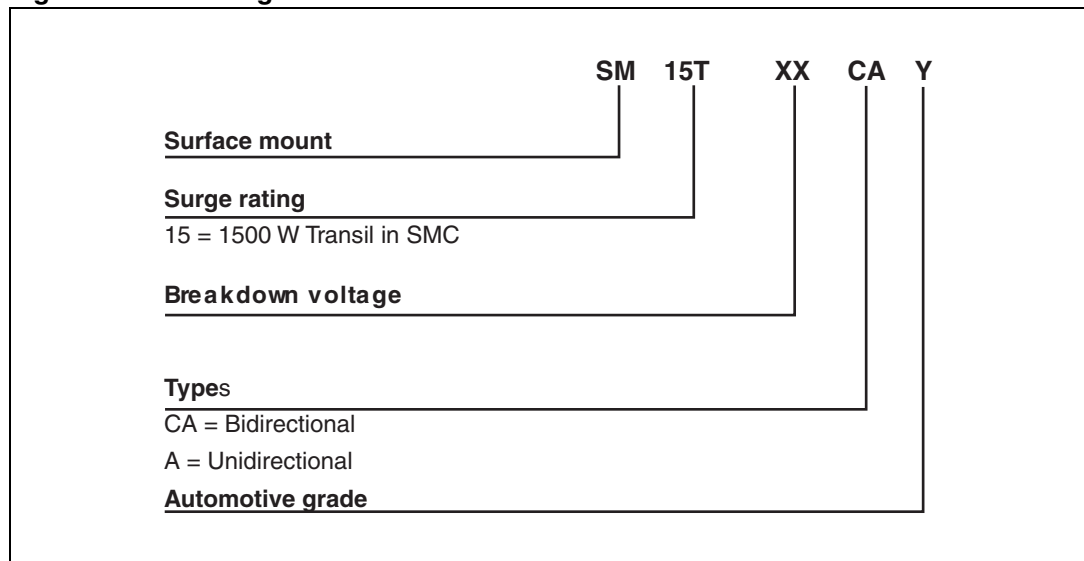 SM 15T XX CA Y
Surface mount
Surge rating
15 = 1500 W Transil in SMC
Breakdown voltage
Types
CA = Bidirectional
A = Unidirectional
Automotive grade